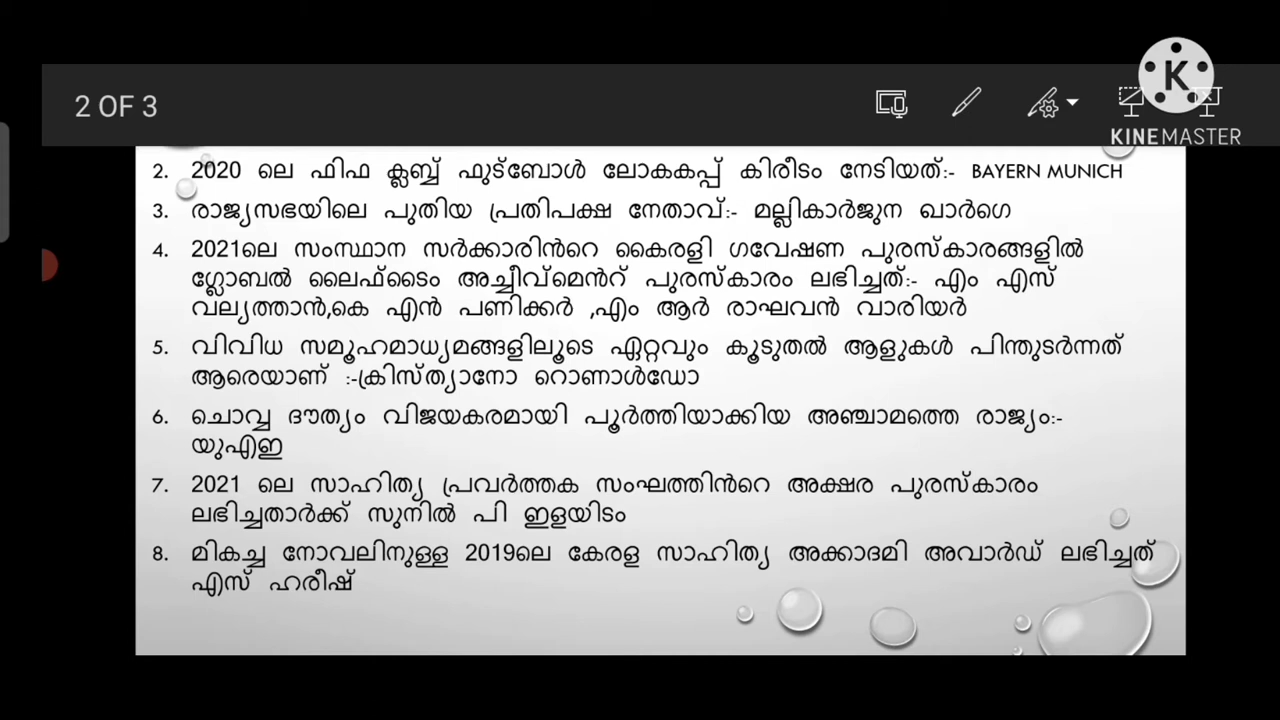 2 OF 3
KINEMASTER
2. 2020 ലെ ഫിഫ ക്ലബ്ബ് ഫുട്ബോൾ ലോകകപ്പ് കിരീടം നേടിയത്:- BAYERN MUNICH
3. രാജ്യസഭയിലെ പുതിയ പ്രതിപക്ഷ നേതാവ്:- മല്ലികാർജുന ഖാർഗെ
4. 2021ലെ സംസ്ഥാന സർക്കാരിൻറെ കൈരളി ഗവേഷണ പുരസ്കാരങ്ങളിൽ
ഗ്ലോബൽ ലൈഫ്ടൈം അച്ചീവ്മെൻറ് പുരസ്കാരം ലഭിച്ചത്:- എം എസ്
വല്യത്താൻ,കെ എൻ പണിക്കർ ,എം ആർ രാഘവൻ വാരിയർ
5. വിവിധ സമൂഹമാധ്യമങ്ങളിലൂടെ ഏറ്റവും കൂടുതൽ ആളുകൾ പിന്തുടർന്നത്
ആരെയാണ് :-ക്രിസ്ത്യാനോ റൊണാൾഡോ
6. ചൊവ്വ ദൗത്യം വിജയകരമായി പൂർത്തിയാക്കിയ അഞ്ചാമത്തെ രാജ്യം:-
യുഎഇ
7. 2021 ലെ സാഹിത്യ പ്രവർത്തക സംഘത്തിൻറെ അക്ഷര പുരസ്കാരം
ലഭിച്ചതാർക്ക് സുനിൽ പി ഇളയിടം
8. മികച്ച നോവലിനുള്ള 2019ലെ കേരള സാഹിത്യ അക്കാദമി അവാർഡ് ലഭിച്ചത്
എസ് ഹരീഷ്